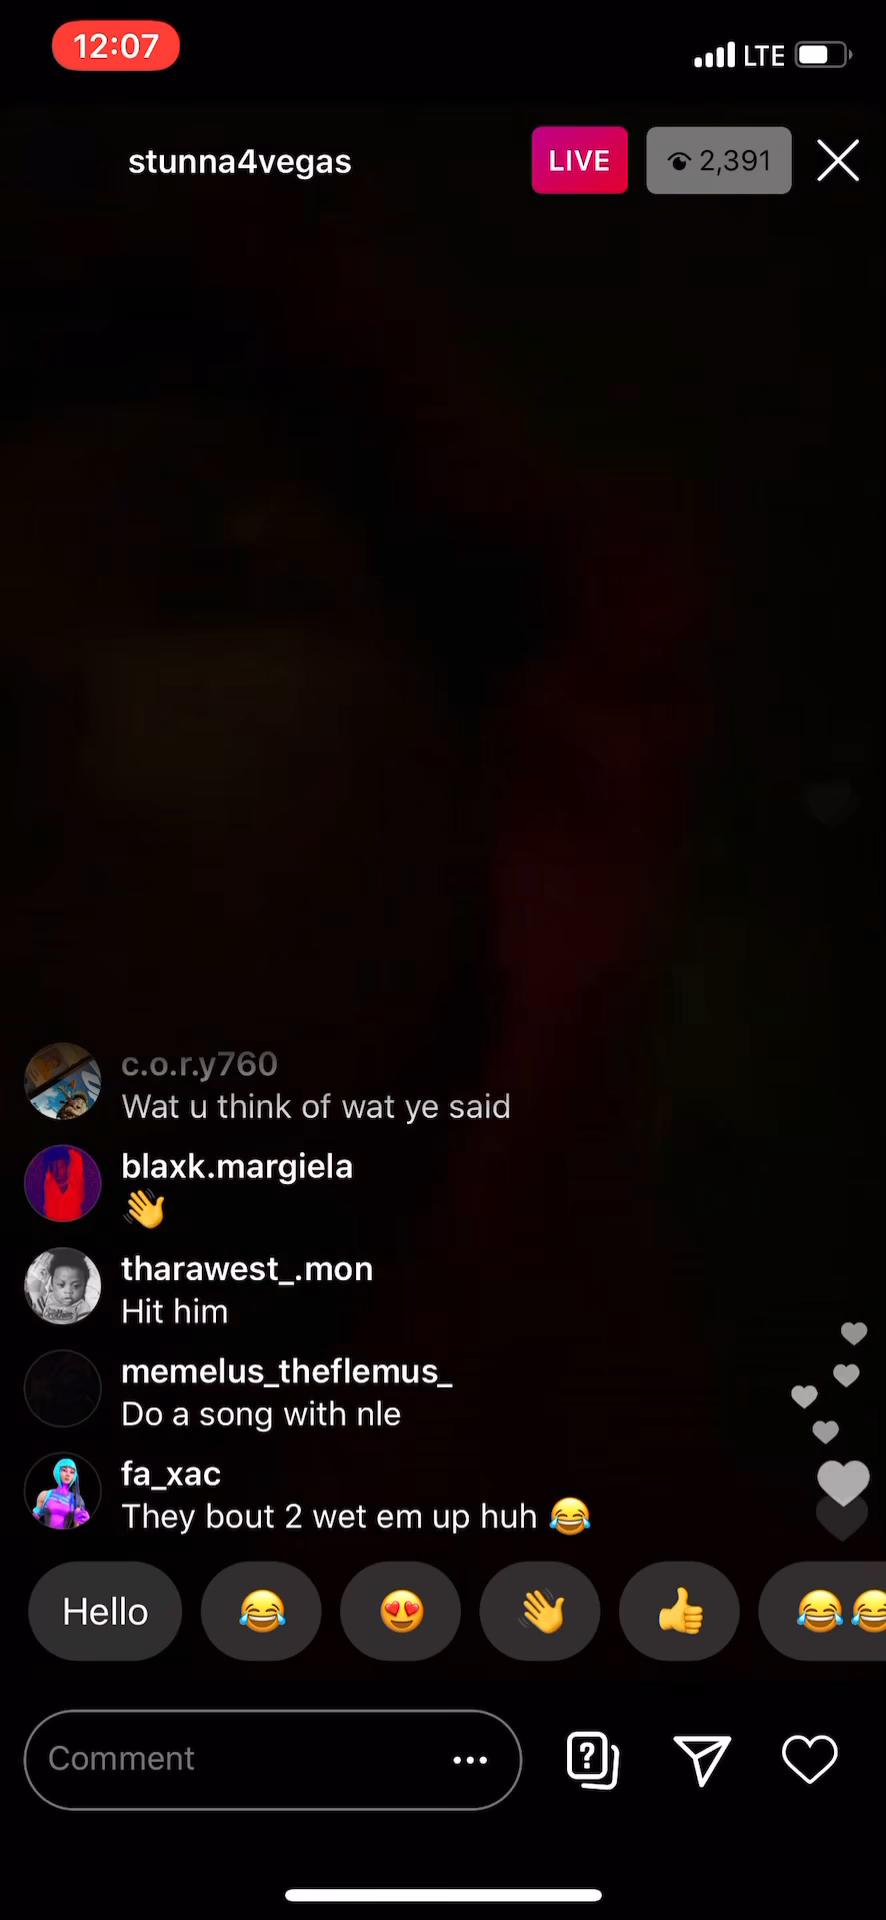 12:07
LTE
stunna4vegas
LIVE
2,391
c.o.r.y760
Wat u think of wat ye said
blaxk.margiela
👋
tharawest_.mon
Hit him
memelus_theflemus_
Do a song with nle
fa_xac
They bout 2 wet em up huh 😂
Hello 😂 😍 👋 👍 😂😂
Comment